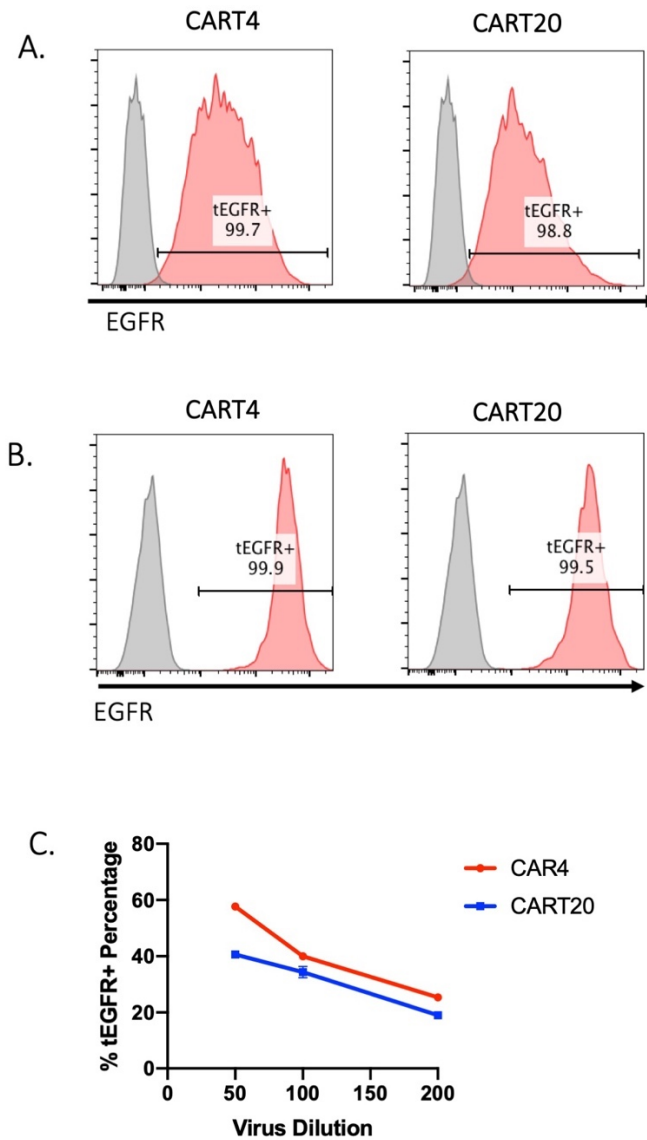 CART4 CART20
A.
tEGFR+
99.7
tEGFR+
98.8
EGFR
CART4 CART20
B.
tEGFR+
99.9
tEGFR+
99.5
EGFR
C.
% tEGFR+ Percentage
80
60
40
20
0
0 50 100 150 200
Virus Dilution
CAR4
CART20